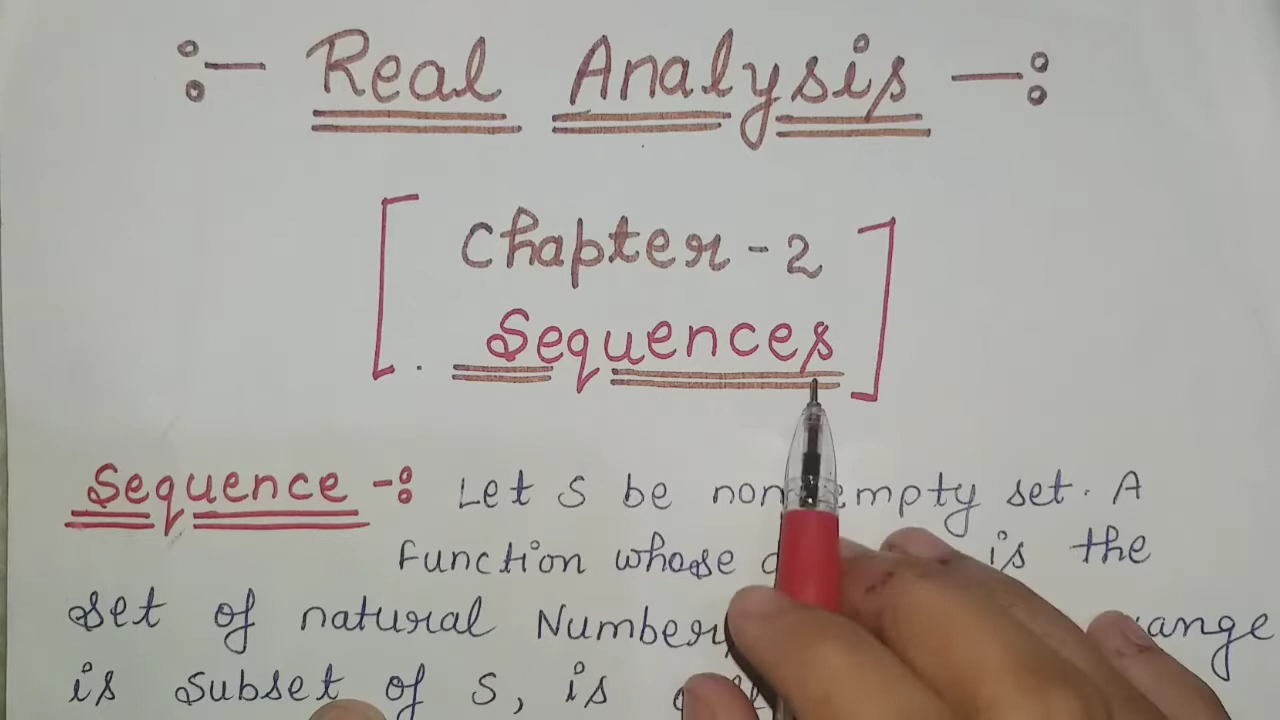 :— Real Analysis —:
[ Chapter - 2
Sequences ]
Sequence -: Let S be non empty set. A
Function whose is the
set of natural Number
is subset of S, is